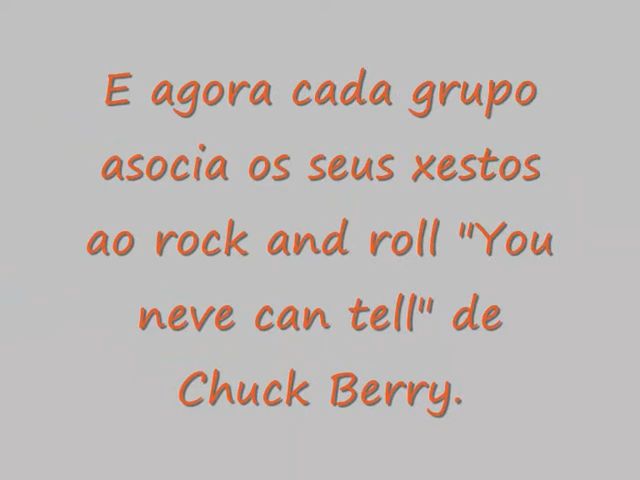 E agora cada grupo
asocia os seus xestos
ao rock and roll "You
neve can tell" de
Chuck Berry.